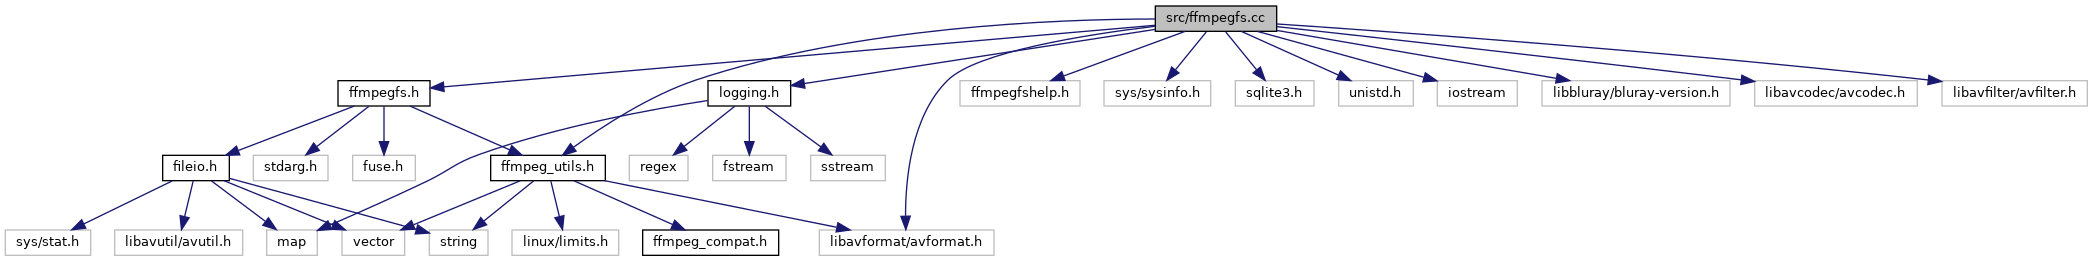 src/ffmpegfs.cc
ffmpegfs.h
logging.h
ffmpegfshelp.h
sys/sysinfo.h
sqlite3.h
unistd.h
iostream
libbluray/bluray-version.h
libavcodec/avcodec.h
libavfilter/avfilter.h
fileio.h
stdarg.h
fuse.h
ffmpeg_utils.h
regex
fstream
sstream
sys/stat.h
libavutil/avutil.h
map
vector
string
linux/limits.h
ffmpeg_compat.h
libavformat/avformat.h